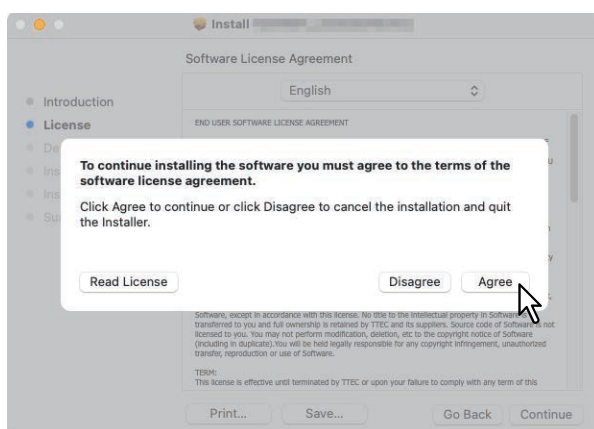 Install
Software License Agreement
English
Introduction
License
De
Ins
Ins
Su
END USER SOFTWARE LICENSE AGREEMENT
To continue installing the software you must agree to the terms of the
software license agreement.
Click Agree to continue or click Disagree to cancel the installation and quit
the Installer.
Read License
Disagree
Agree
Software, except in accordance with this license. No title to the intellectual property in Software is
transferred to you and full ownership is retained by TTEC and its suppliers. Source code of Software is not
licensed to you. You may not perform modification, deletion, etc to the copyright notice of Software
(including in duplicate).You will be held legally responsible for any copyright infringement, unauthorized
transfer, reproduction or use of Software.
TERM:
This license is effective until terminated by TTEC or upon your failure to comply with any term of this
Print...
Save...
Go Back
Continue